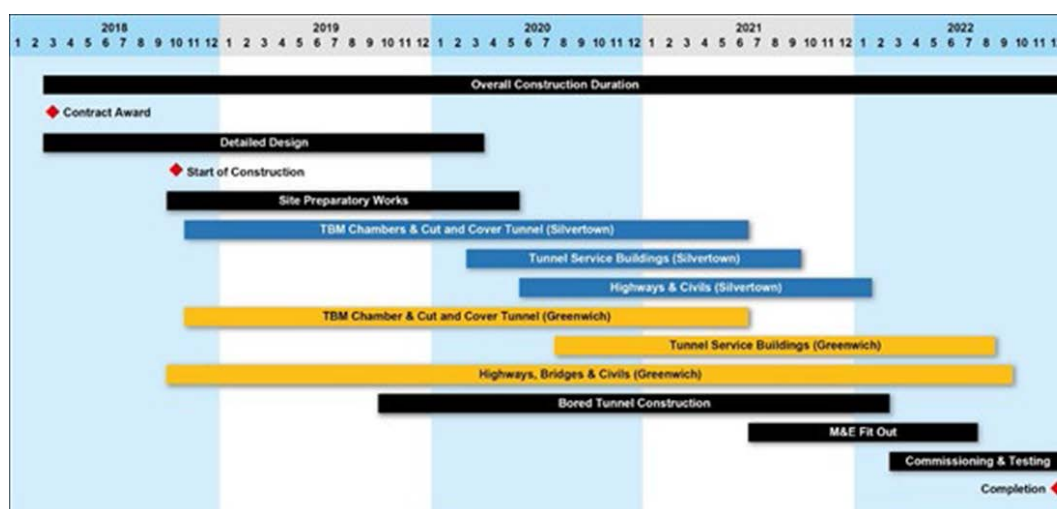 2018 2019 2020 2021 2022
1 2 3 4 5 6 7 8 9 10 11 12 1 2 3 4 5 6 7 8 9 10 11 12 1 2 3 4 5 6 7 8 9 10 11 12 1 2 3 4 5 6 7 8 9 10 11 12 1 2 3 4 5 6 7 8 9 10 11
Overall Construction Duration
Contract Award
Detailed Design
Start of Construction
Site Preparatory Works
TBM Chambers & Cut and Cover Tunnel (Silvertown)
Tunnel Service Buildings (Silvertown)
Highways & Civils (Silvertown)
TBM Chamber & Cut and Cover Tunnel (Greenwich)
Tunnel Service Buildings (Greenwich)
Highways, Bridges & Civils (Greenwich)
Bored Tunnel Construction
M&E Fit Out
Commissioning & Testing
Completion